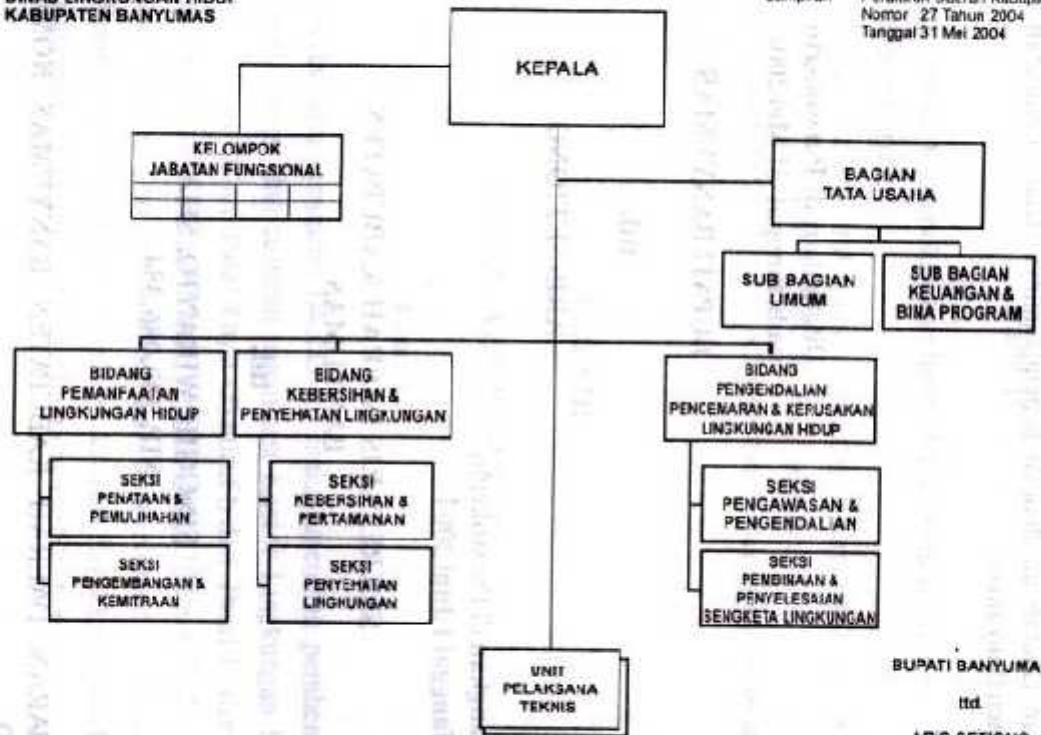 KABUPATEN BANYUMAS
Nomor 27 Tahun 2004
Tanggal 31 Mei 2004
KEPALA
KELOMPOK
JABATAN FUNGSIONAL
BAGIAN
TATA USAHA
SUB BAGIAN
UMUM
SUB BAGIAN
KEUANGAN &
BINA PROGRAM
BIDANG
PEMANFAATAN
LINGKUNGAN HIDUP
BIDANG
KEBERSIHAN &
PENYEHATAN LINGKUNGAN
BIDANG
PENGENDALIAN
PENCEMARAN & KERUSAKAN
LINGKUNGAN HIDUP
SEKSI
PENATAAN &
PEMULIHAHAN
SEKSI
KEBERSIHAN &
PERTAMANAN
SEKSI
PENGAWASAN &
PENGENDALIAN
SEKSI
PENGEMBANGAN &
KEMITRAAN
SEKSI
PENYEHATAN
LINGKUNGAN
SEKSI
PEMBINAAN &
PENYELESAIAN
SENGKETA LINGKUNGAN
UNIT
PELAKSANA
TEKNIS
BUPATI BANYUMA
ttd.